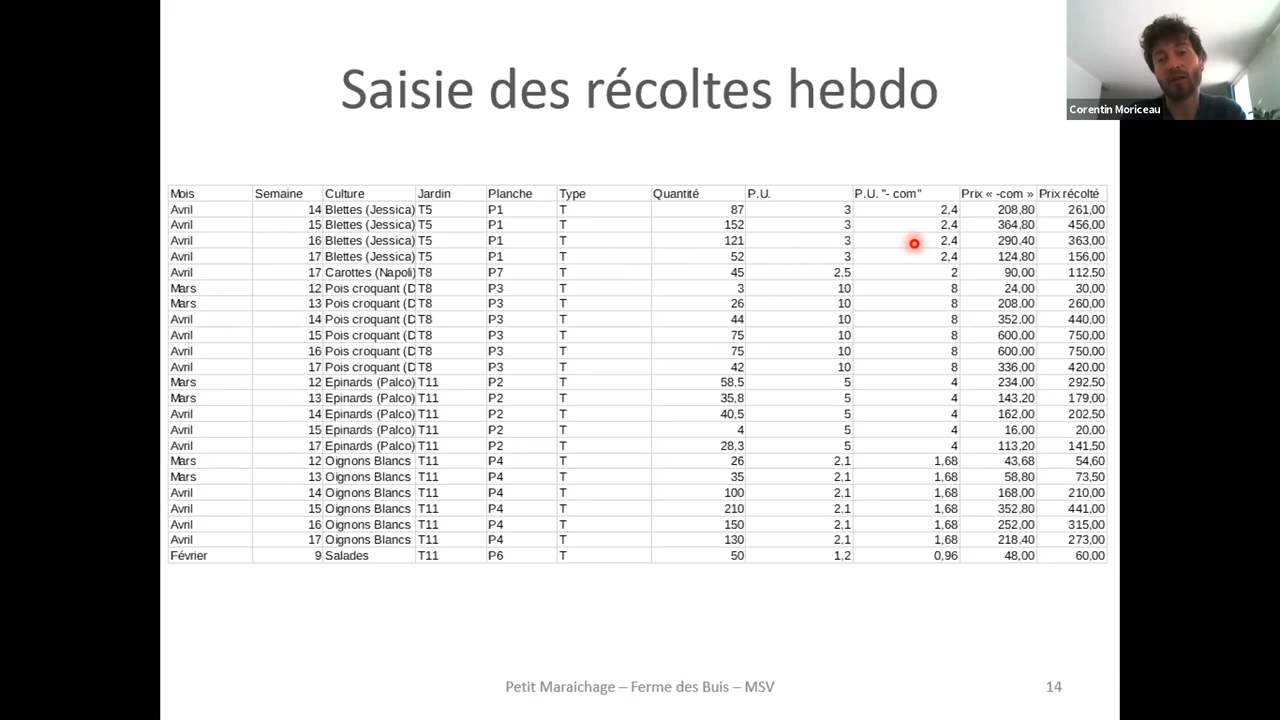 Saisie des récoltes hebdo
Corentin Moriceau
Mois Semaine Culture Jardin Planche Type Quantité P.U. P.U. "- com" Prix « -com » Prix récolté
Avril 14 Blettes (Jessica) T5 P1 T 87 3 2,4 208,80 261,00
Avril 15 Blettes (Jessica) T5 P1 T 152 3 2,4 364,80 456,00
Avril 16 Blettes (Jessica) T5 P1 T 121 3 2,4 290,40 363,00
Avril 17 Blettes (Jessica) T5 P1 T 52 3 2,4 124,80 156,00
Avril 17 Carottes (Napoli) T8 P7 T 45 2,5 2 90,00 112,50
Mars 12 Pois croquant (D T8 P3 T 3 10 8 24,00 30,00
Mars 13 Pois croquant (D T8 P3 T 26 10 8 208,00 260,00
Avril 14 Pois croquant (D T8 P3 T 44 10 8 352,00 440,00
Avril 15 Pois croquant (D T8 P3 T 75 10 8 600,00 750,00
Avril 16 Pois croquant (D T8 P3 T 75 10 8 600,00 750,00
Avril 17 Pois croquant (D T8 P3 T 42 10 8 336,00 420,00
Mars 12 Epinards (Palco) T11 P2 T 58,5 5 4 234,00 292,50
Mars 13 Epinards (Palco) T11 P2 T 35,8 5 4 143,20 179,00
Avril 14 Epinards (Palco) T11 P2 T 40,5 5 4 162,00 202,50
Avril 15 Epinards (Palco) T11 P2 T 4 5 4 16,00 20,00
Avril 17 Epinards (Palco) T11 P2 T 28,3 5 4 113,20 141,50
Mars 12 Oignons Blancs T11 P4 T 26 2,1 1,68 43,68 54,60
Mars 13 Oignons Blancs T11 P4 T 35 2,1 1,68 58,80 73,50
Avril 14 Oignons Blancs T11 P4 T 100 2,1 1,68 168,00 210,00
Avril 15 Oignons Blancs T11 P4 T 210 2,1 1,68 352,80 441,00
Avril 16 Oignons Blancs T11 P4 T 150 2,1 1,68 252,00 315,00
Avril 17 Oignons Blancs T11 P4 T 130 2,1 1,68 218,40 273,00
Février 9 Salades T11 P6 T 50 1,2 0,96 48,00 60,00
Petit Maraichage – Ferme des Buis – MSV 14